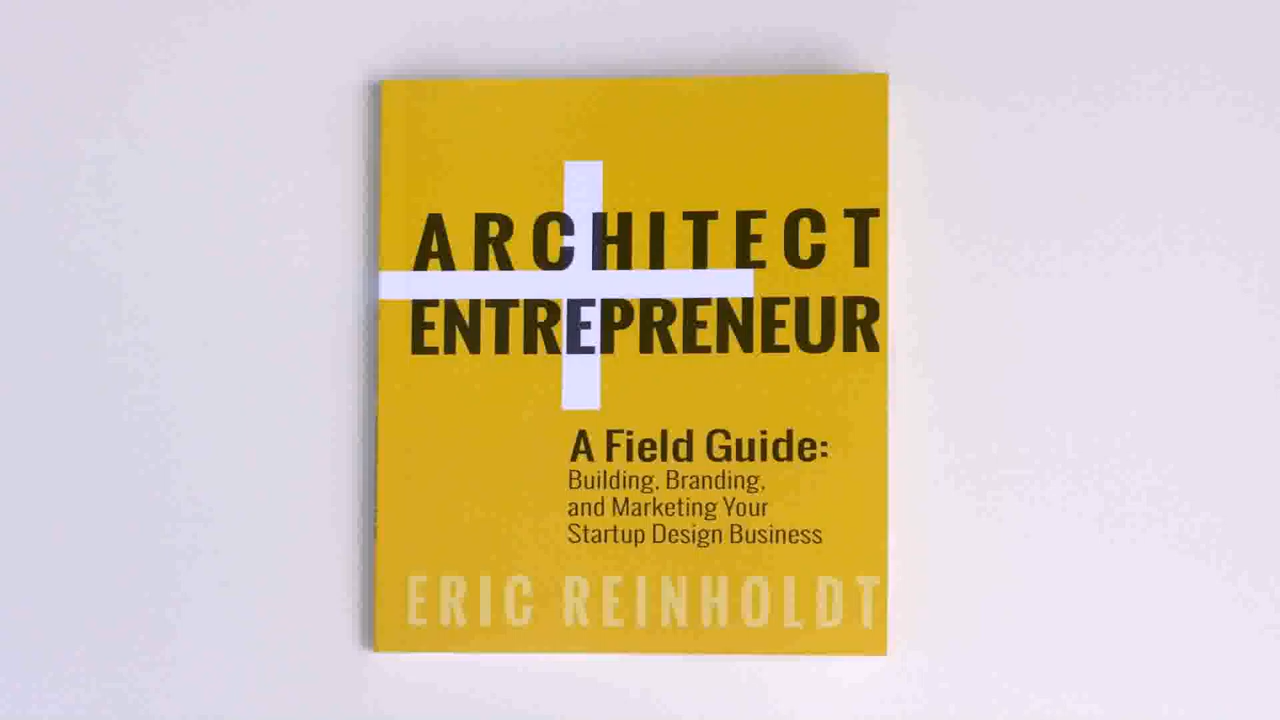 ARCHITECT
ENTREPRENEUR
A Field Guide:
Building, Branding,
and Marketing Your
Startup Design Business
ERIC REINHOLDT